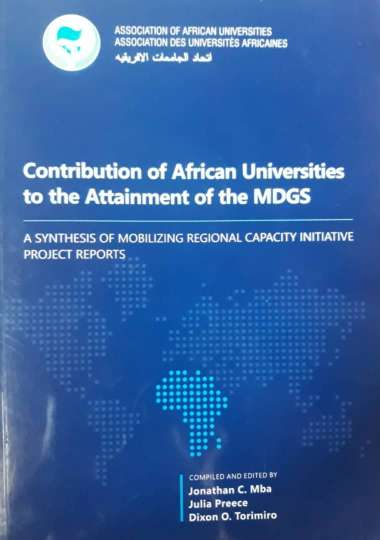 ASSOCIATION OF AFRICAN UNIVERSITIES
ASSOCIATION DES UNIVERSITÉS AFRICAINES
اتحاد الجامعات الافريقيه
Contribution of African Universities
to the Attainment of the MDGS
A SYNTHESIS OF MOBILIZING REGIONAL CAPACITY INITIATIVE
PROJECT REPORTS
COMPILED AND EDITED BY
Jonathan C. Mba
Julia Preece
Dixon O. Torimiro